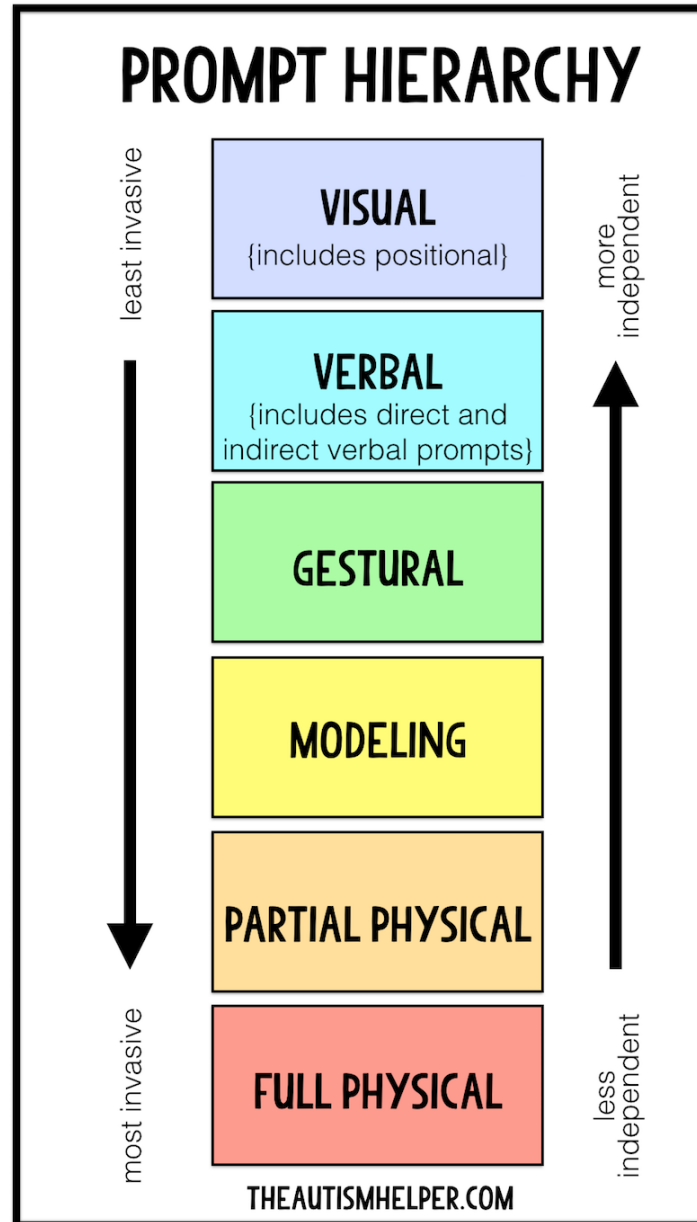 PROMPT HIERARCHY
least invasive
more
independent
VISUAL
{includes positional}
VERBAL
{includes direct and
indirect verbal prompts}
GESTURAL
MODELING
PARTIAL PHYSICAL
FULL PHYSICAL
most invasive
less
independent
THEAUTISMHELPER.COM